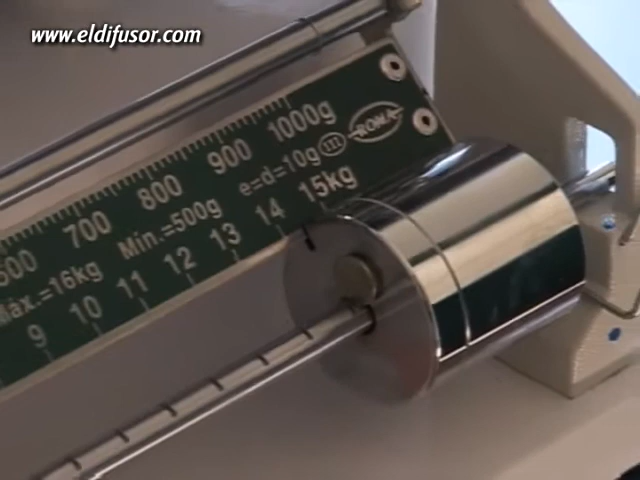 www.eldifusor.com
500 700 800 900 1000g
Máx.=16kg Mín.=500g e=d=10g III ROMA
9 10 11 12 13 14 15kg